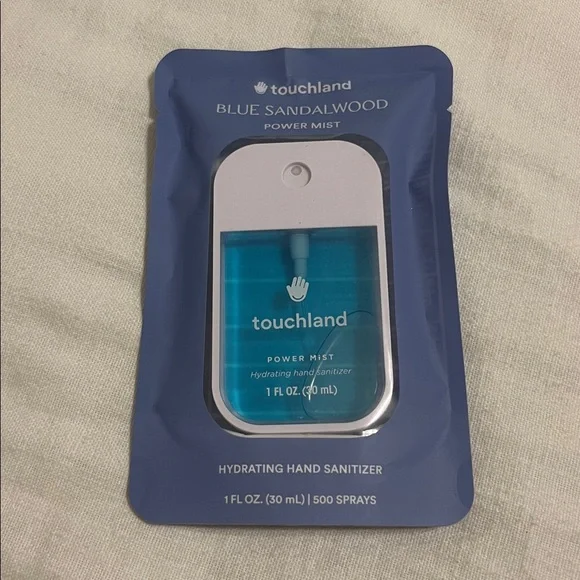 touchland
BLUE SANDALWOOD
POWER MIST
touchland
POWER MIST
Hydrating hand sanitizer
1 FL OZ. (30 mL)
HYDRATING HAND SANITIZER
1 FL OZ. (30 mL) | 500 SPRAYS